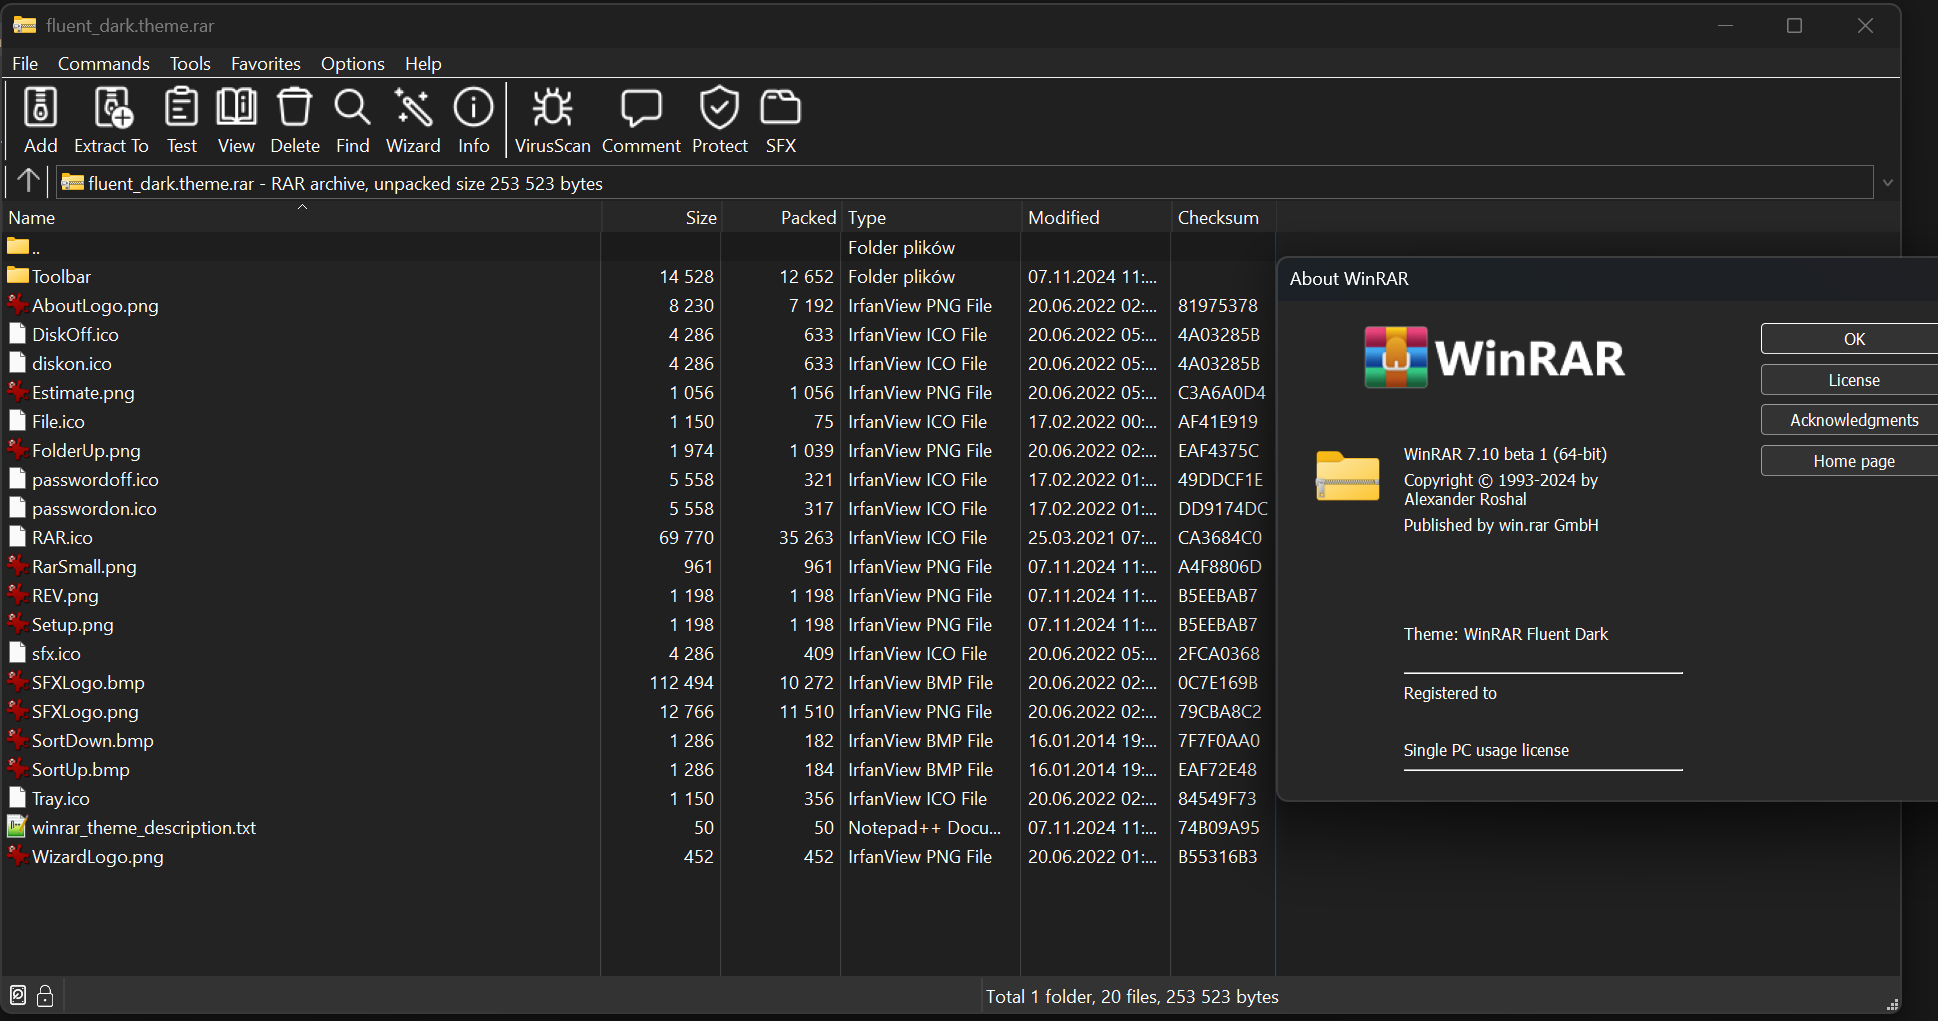 fluent_dark.theme.rar
File Commands Tools Favorites Options Help
Add Extract To Test View Delete Find Wizard Info VirusScan Comment Protect SFX
fluent_dark.theme.rar - RAR archive, unpacked size 253 523 bytes
Name Size Packed Type Modified Checksum
.. Folder plików
Toolbar 14 528 12 652 Folder plików 07.11.2024 11:...
AboutLogo.png 8 230 7 192 IrfanView PNG File 20.06.2022 02:... 81975378
DiskOff.ico 4 286 633 IrfanView ICO File 20.06.2022 05:... 4A03285B
diskon.ico 4 286 633 IrfanView ICO File 20.06.2022 05:... 4A03285B
Estimate.png 1 056 1 056 IrfanView PNG File 20.06.2022 05:... C3A6A0D4
File.ico 1 150 75 IrfanView ICO File 17.02.2022 00:... AF41E919
FolderUp.png 1 974 1 039 IrfanView PNG File 20.06.2022 02:... EAF4375C
passwordoff.ico 5 558 321 IrfanView ICO File 17.02.2022 01:... 49DDCF1E
passwordon.ico 5 558 317 IrfanView ICO File 17.02.2022 01:... DD9174DC
RAR.ico 69 770 35 263 IrfanView ICO File 25.03.2021 07:... CA3684C0
RarSmall.png 961 961 IrfanView PNG File 07.11.2024 11:... A4F8806D
REV.png 1 198 1 198 IrfanView PNG File 07.11.2024 11:... B5EEBAB7
Setup.png 1 198 1 198 IrfanView PNG File 07.11.2024 11:... B5EEBAB7
sfx.ico 4 286 409 IrfanView ICO File 20.06.2022 05:... 2FCA0368
SFXLogo.bmp 112 494 10 272 IrfanView BMP File 20.06.2022 02:... 0C7E169B
SFXLogo.png 12 766 11 510 IrfanView PNG File 20.06.2022 02:... 79CBA8C2
SortDown.bmp 1 286 182 IrfanView BMP File 16.01.2014 19:... 7F7F0AA0
SortUp.bmp 1 286 184 IrfanView BMP File 16.01.2014 19:... EAF72E48
Tray.ico 1 150 356 IrfanView ICO File 20.06.2022 02:... 84549F73
winrar_theme_description.txt 50 50 Notepad++ Docu... 07.11.2024 11:... 74B09A95
WizardLogo.png 452 452 IrfanView PNG File 20.06.2022 01:... B55316B3
Total 1 folder, 20 files, 253 523 bytes
About WinRAR
WinRAR
OK
License
Acknowledgments
Home page
WinRAR 7.10 beta 1 (64-bit)
Copyright © 1993-2024 by
Alexander Roshal
Published by win.rar GmbH
Theme: WinRAR Fluent Dark
Registered to
Single PC usage license